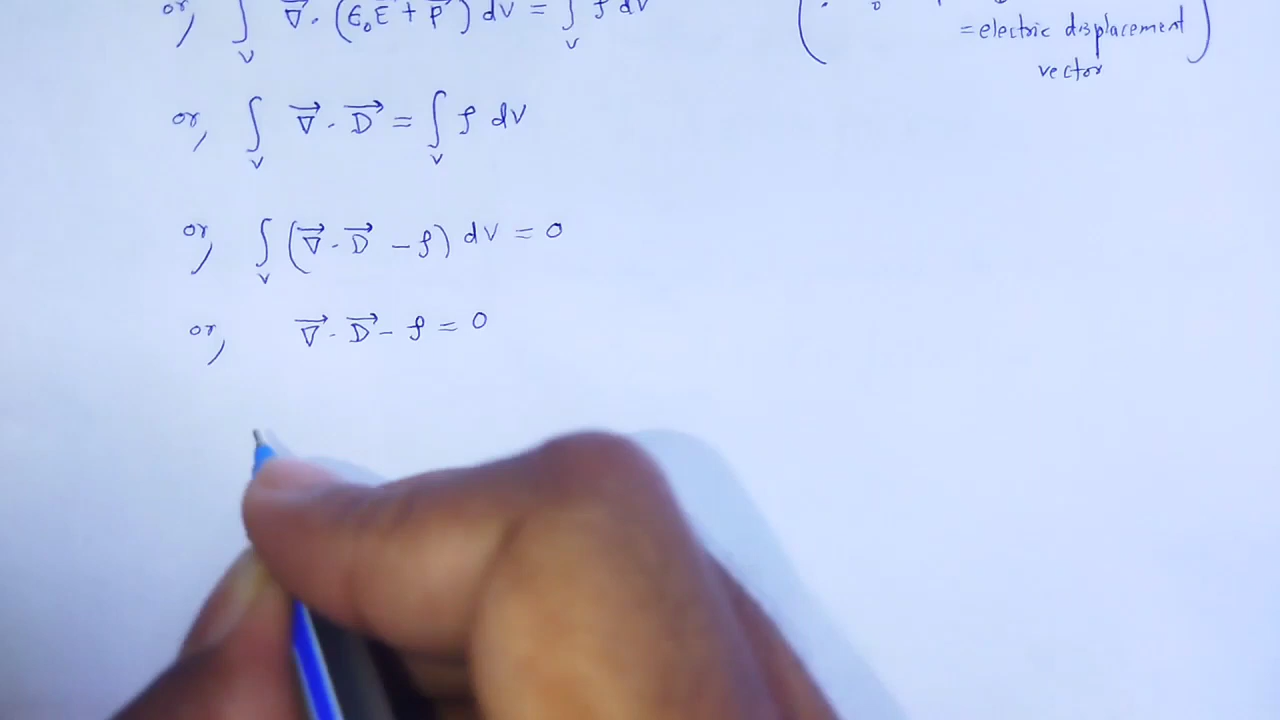 or, ∫_V ∇⃗·(ϵ₀E⃗ + P⃗) dV = ∫_V ρ dV
= electric displacement
vector
or, ∫_V ∇⃗·D⃗ = ∫_V ρ dV
or, ∫_V (∇⃗·D⃗ − ρ) dV = 0
or, ∇⃗·D⃗ − ρ = 0